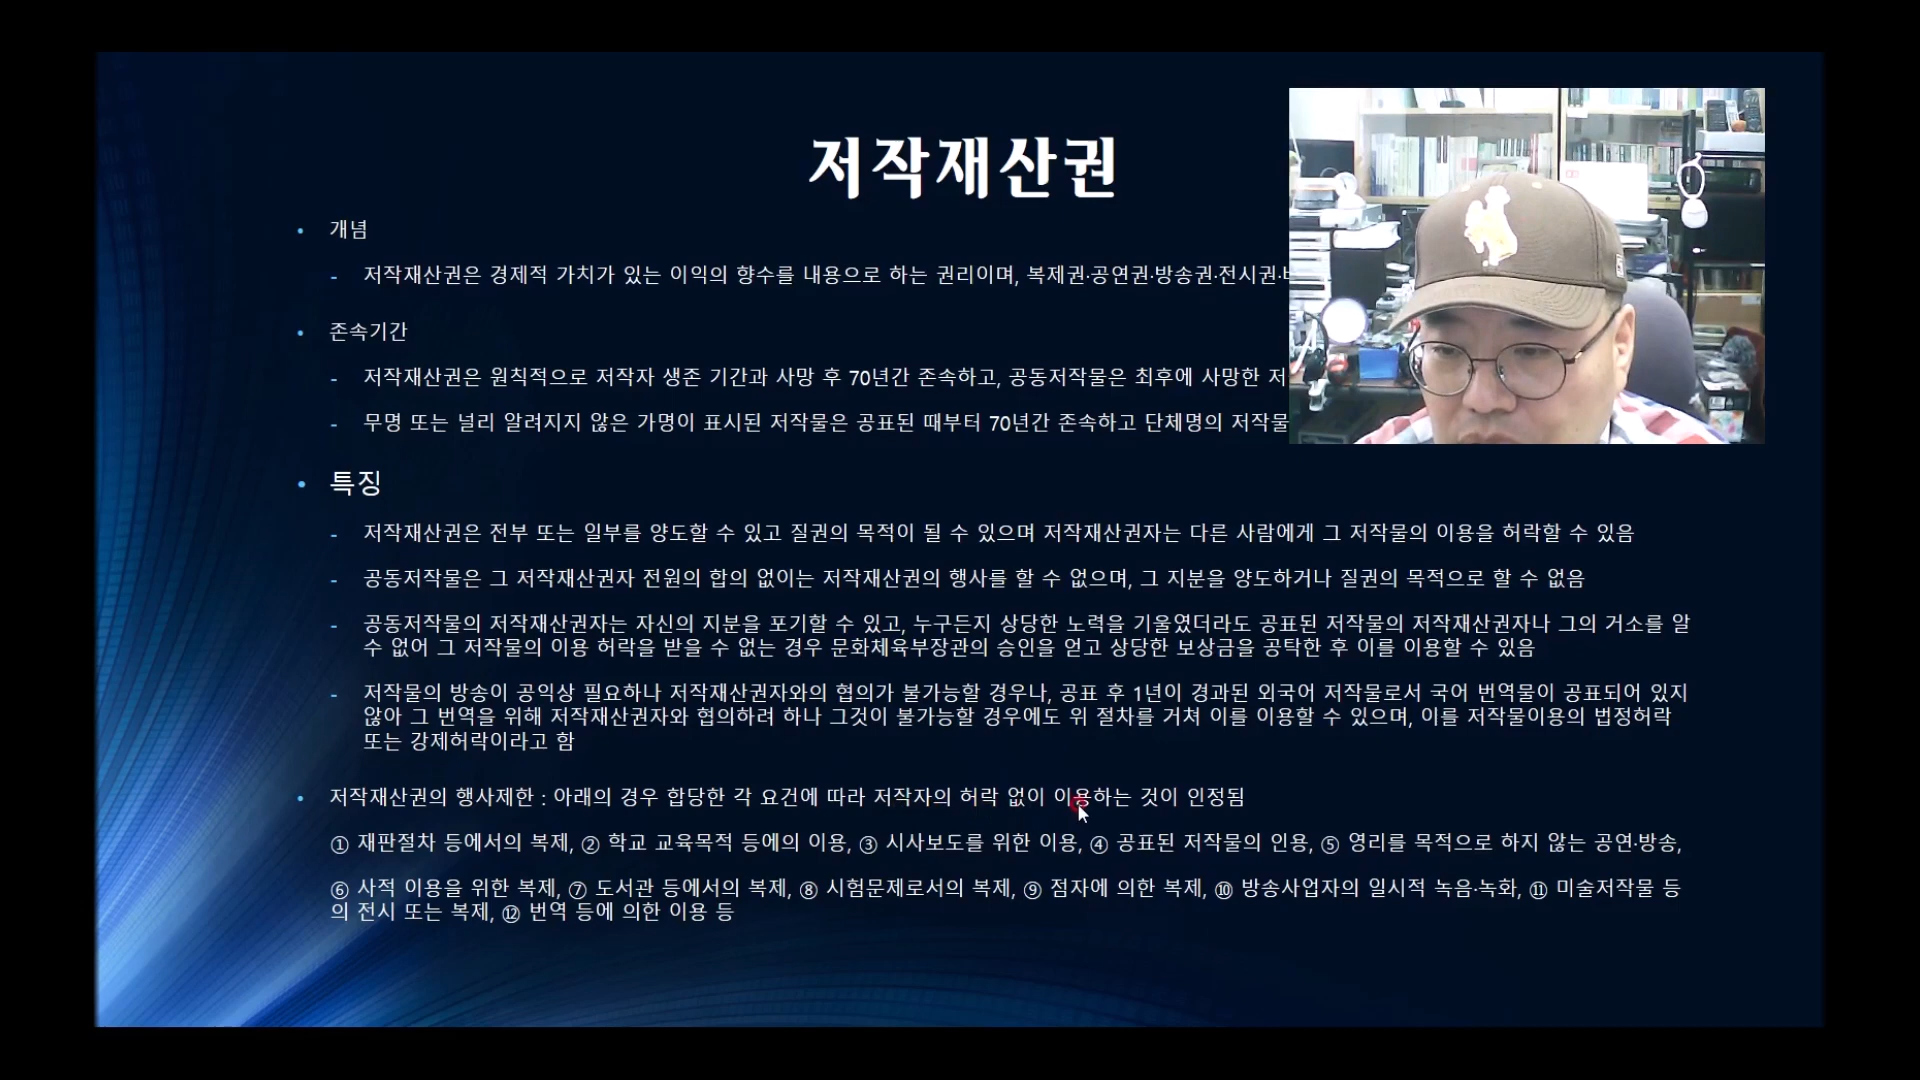 저작재산권
• 개념
- 저작재산권은 경제적 가치가 있는 이익의 향수를 내용으로 하는 권리이며, 복제권·공연권·방송권·전시권·
• 존속기간
- 저작재산권은 원칙적으로 저작자 생존 기간과 사망 후 70년간 존속하고, 공동저작물은 최후에 사망한 저
- 무명 또는 널리 알려지지 않은 가명이 표시된 저작물은 공표된 때부터 70년간 존속하고 단체명의 저작물
• 특징
- 저작재산권은 전부 또는 일부를 양도할 수 있고 질권의 목적이 될 수 있으며 저작재산권자는 다른 사람에게 그 저작물의 이용을 허락할 수 있음
- 공동저작물은 그 저작재산권자 전원의 합의 없이는 저작재산권의 행사를 할 수 없으며, 그 지분을 양도하거나 질권의 목적으로 할 수 없음
- 공동저작물의 저작재산권자는 자신의 지분을 포기할 수 있고, 누구든지 상당한 노력을 기울였더라도 공표된 저작물의 저작재산권자나 그의 거소를 알
수 없어 그 저작물의 이용 허락을 받을 수 없는 경우 문화체육부장관의 승인을 얻고 상당한 보상금을 공탁한 후 이를 이용할 수 있음
- 저작물의 방송이 공익상 필요하나 저작재산권자와의 협의가 불가능할 경우나, 공표 후 1년이 경과된 외국어 저작물로서 국어 번역물이 공표되어 있지
않아 그 번역을 위해 저작재산권자와 협의하려 하나 그것이 불가능할 경우에도 위 절차를 거쳐 이를 이용할 수 있으며, 이를 저작물이용의 법정허락
또는 강제허락이라고 함
• 저작재산권의 행사제한 : 아래의 경우 합당한 각 요건에 따라 저작자의 허락 없이 이용하는 것이 인정됨
① 재판절차 등에서의 복제, ② 학교 교육목적 등에의 이용, ③ 시사보도를 위한 이용, ④ 공표된 저작물의 인용, ⑤ 영리를 목적으로 하지 않는 공연·방송,
⑥ 사적 이용을 위한 복제, ⑦ 도서관 등에서의 복제, ⑧ 시험문제로서의 복제, ⑨ 점자에 의한 복제, ⑩ 방송사업자의 일시적 녹음·녹화, ⑪ 미술저작물 등
의 전시 또는 복제, ⑫ 번역 등에 의한 이용 등